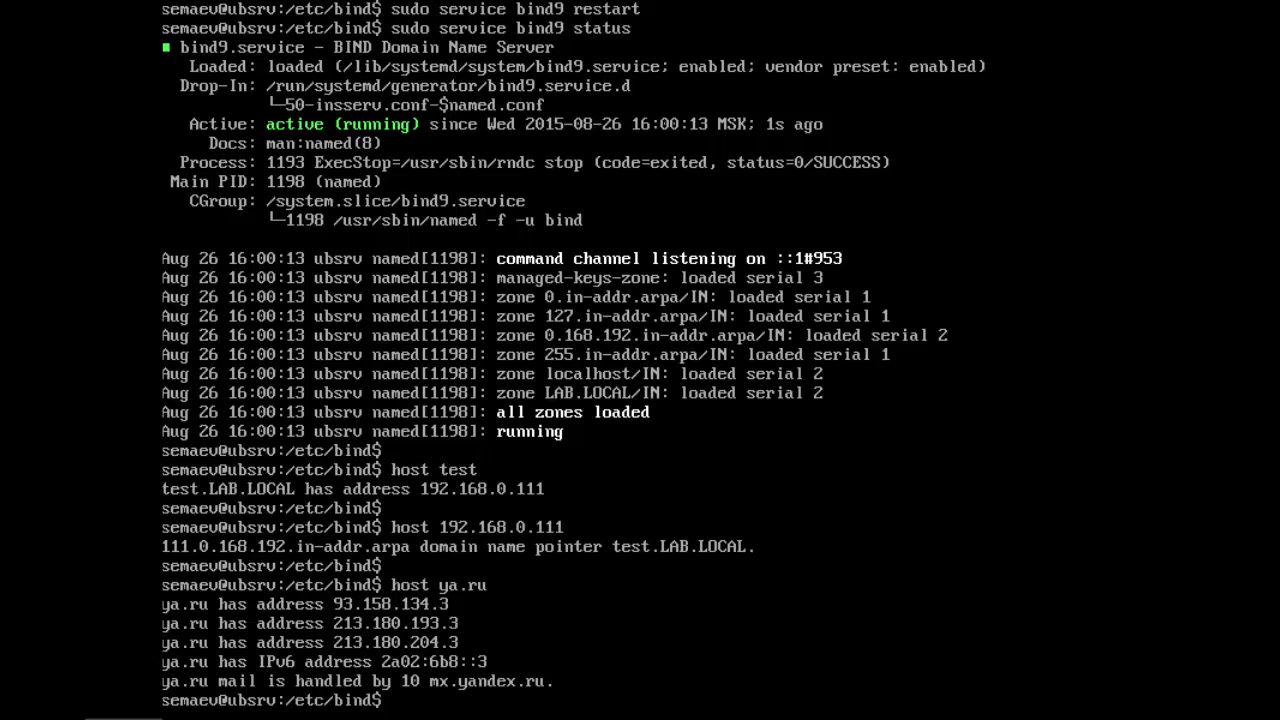 semaev@ubsrv:/etc/bind$ sudo service bind9 restart
semaev@ubsrv:/etc/bind$ sudo service bind9 status
■ bind9.service - BIND Domain Name Server
Loaded: loaded (/lib/systemd/system/bind9.service; enabled; vendor preset: enabled)
Drop-In: /run/systemd/generator/bind9.service.d
└─50-insserv.conf-$named.conf
Active: active (running) since Wed 2015-08-26 16:00:13 MSK; 1s ago
Docs: man:named(8)
Process: 1193 ExecStop=/usr/sbin/rndc stop (code=exited, status=0/SUCCESS)
Main PID: 1198 (named)
CGroup: /system.slice/bind9.service
└─1198 /usr/sbin/named -f -u bind
Aug 26 16:00:13 ubsrv named[1198]: command channel listening on ::1#953
Aug 26 16:00:13 ubsrv named[1198]: managed-keys-zone: loaded serial 3
Aug 26 16:00:13 ubsrv named[1198]: zone 0.in-addr.arpa/IN: loaded serial 1
Aug 26 16:00:13 ubsrv named[1198]: zone 127.in-addr.arpa/IN: loaded serial 1
Aug 26 16:00:13 ubsrv named[1198]: zone 0.168.192.in-addr.arpa/IN: loaded serial 2
Aug 26 16:00:13 ubsrv named[1198]: zone 255.in-addr.arpa/IN: loaded serial 1
Aug 26 16:00:13 ubsrv named[1198]: zone localhost/IN: loaded serial 2
Aug 26 16:00:13 ubsrv named[1198]: zone LAB.LOCAL/IN: loaded serial 2
Aug 26 16:00:13 ubsrv named[1198]: all zones loaded
Aug 26 16:00:13 ubsrv named[1198]: running
semaev@ubsrv:/etc/bind$
semaev@ubsrv:/etc/bind$ host test
test.LAB.LOCAL has address 192.168.0.111
semaev@ubsrv:/etc/bind$
semaev@ubsrv:/etc/bind$ host 192.168.0.111
111.0.168.192.in-addr.arpa domain name pointer test.LAB.LOCAL.
semaev@ubsrv:/etc/bind$
semaev@ubsrv:/etc/bind$ host ya.ru
ya.ru has address 93.158.134.3
ya.ru has address 213.180.193.3
ya.ru has address 213.180.204.3
ya.ru has IPv6 address 2a02:6b8::3
ya.ru mail is handled by 10 mx.yandex.ru.
semaev@ubsrv:/etc/bind$